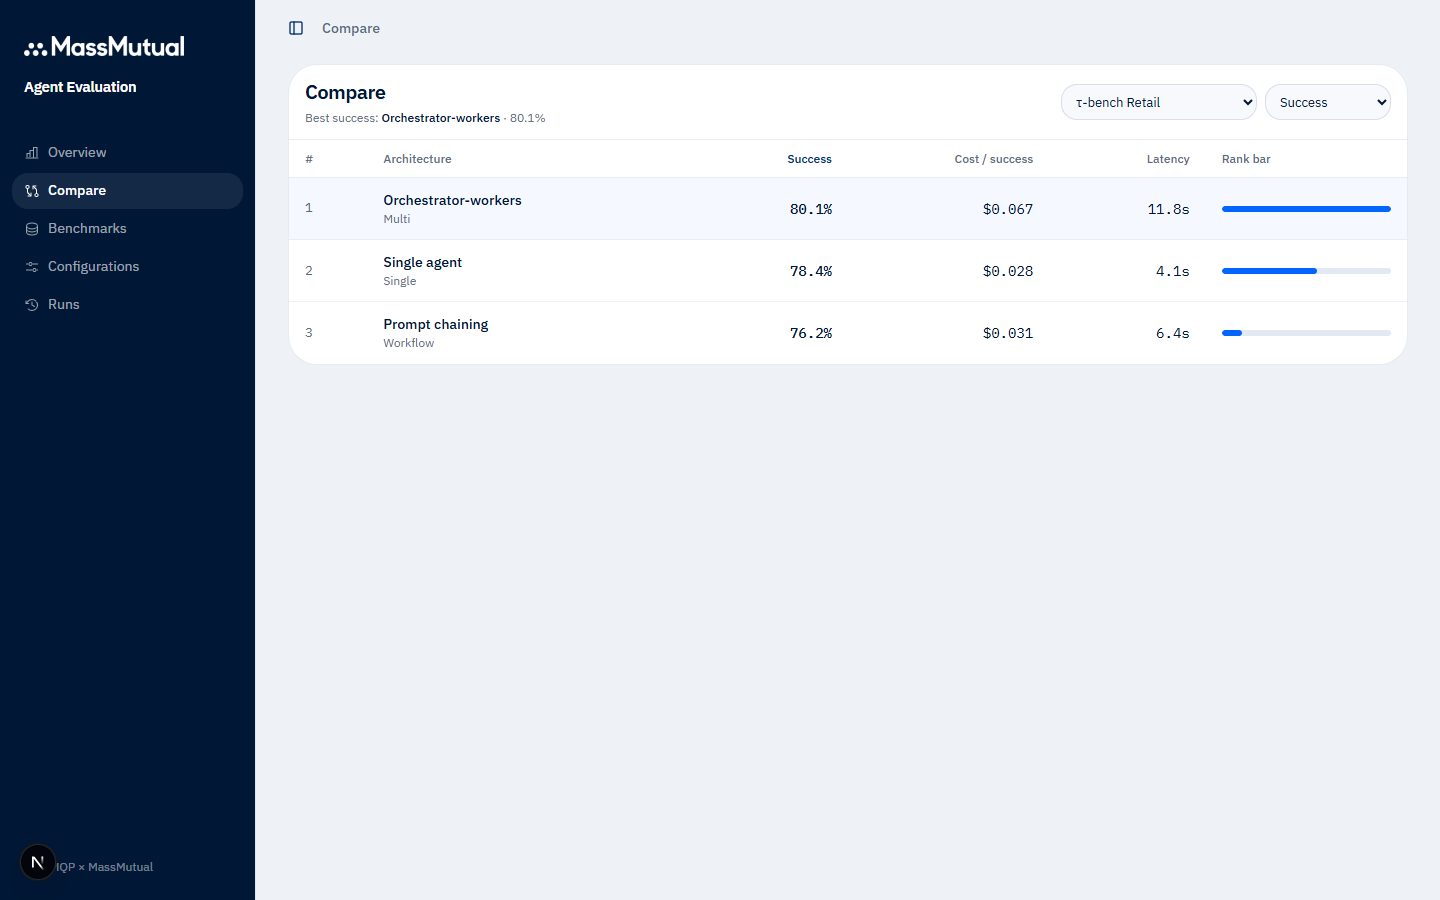 MassMutual
Agent Evaluation
Overview
Compare
Benchmarks
Configurations
Runs
N IQP × MassMutual
Compare
Compare
Best success: Orchestrator-workers · 80.1%
τ-bench Retail Success
# Architecture Success Cost / success Latency Rank bar
1 Orchestrator-workers 80.1% $0.067 11.8s
Multi
2 Single agent 78.4% $0.028 4.1s
Single
3 Prompt chaining 76.2% $0.031 6.4s
Workflow